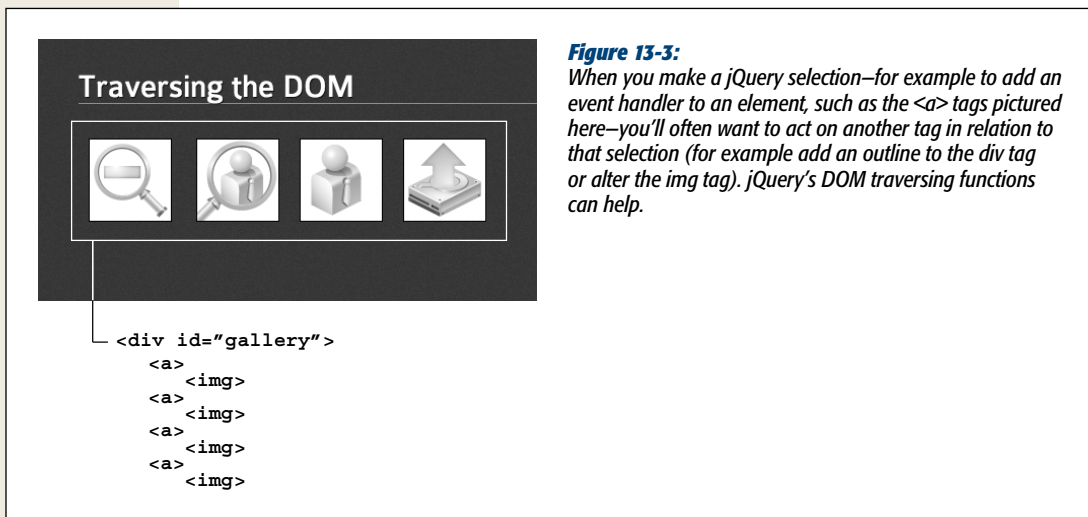 Traversing the DOM
<div id="gallery">
<a>
<img>
<a>
<img>
<a>
<img>
<a>
<img>
Figure 13-3:
When you make a jQuery selection—for example to add an
event handler to an element, such as the <a> tags pictured
here—you'll often want to act on another tag in relation to
that selection (for example add an outline to the div tag
or alter the img tag). jQuery's DOM traversing functions
can help.